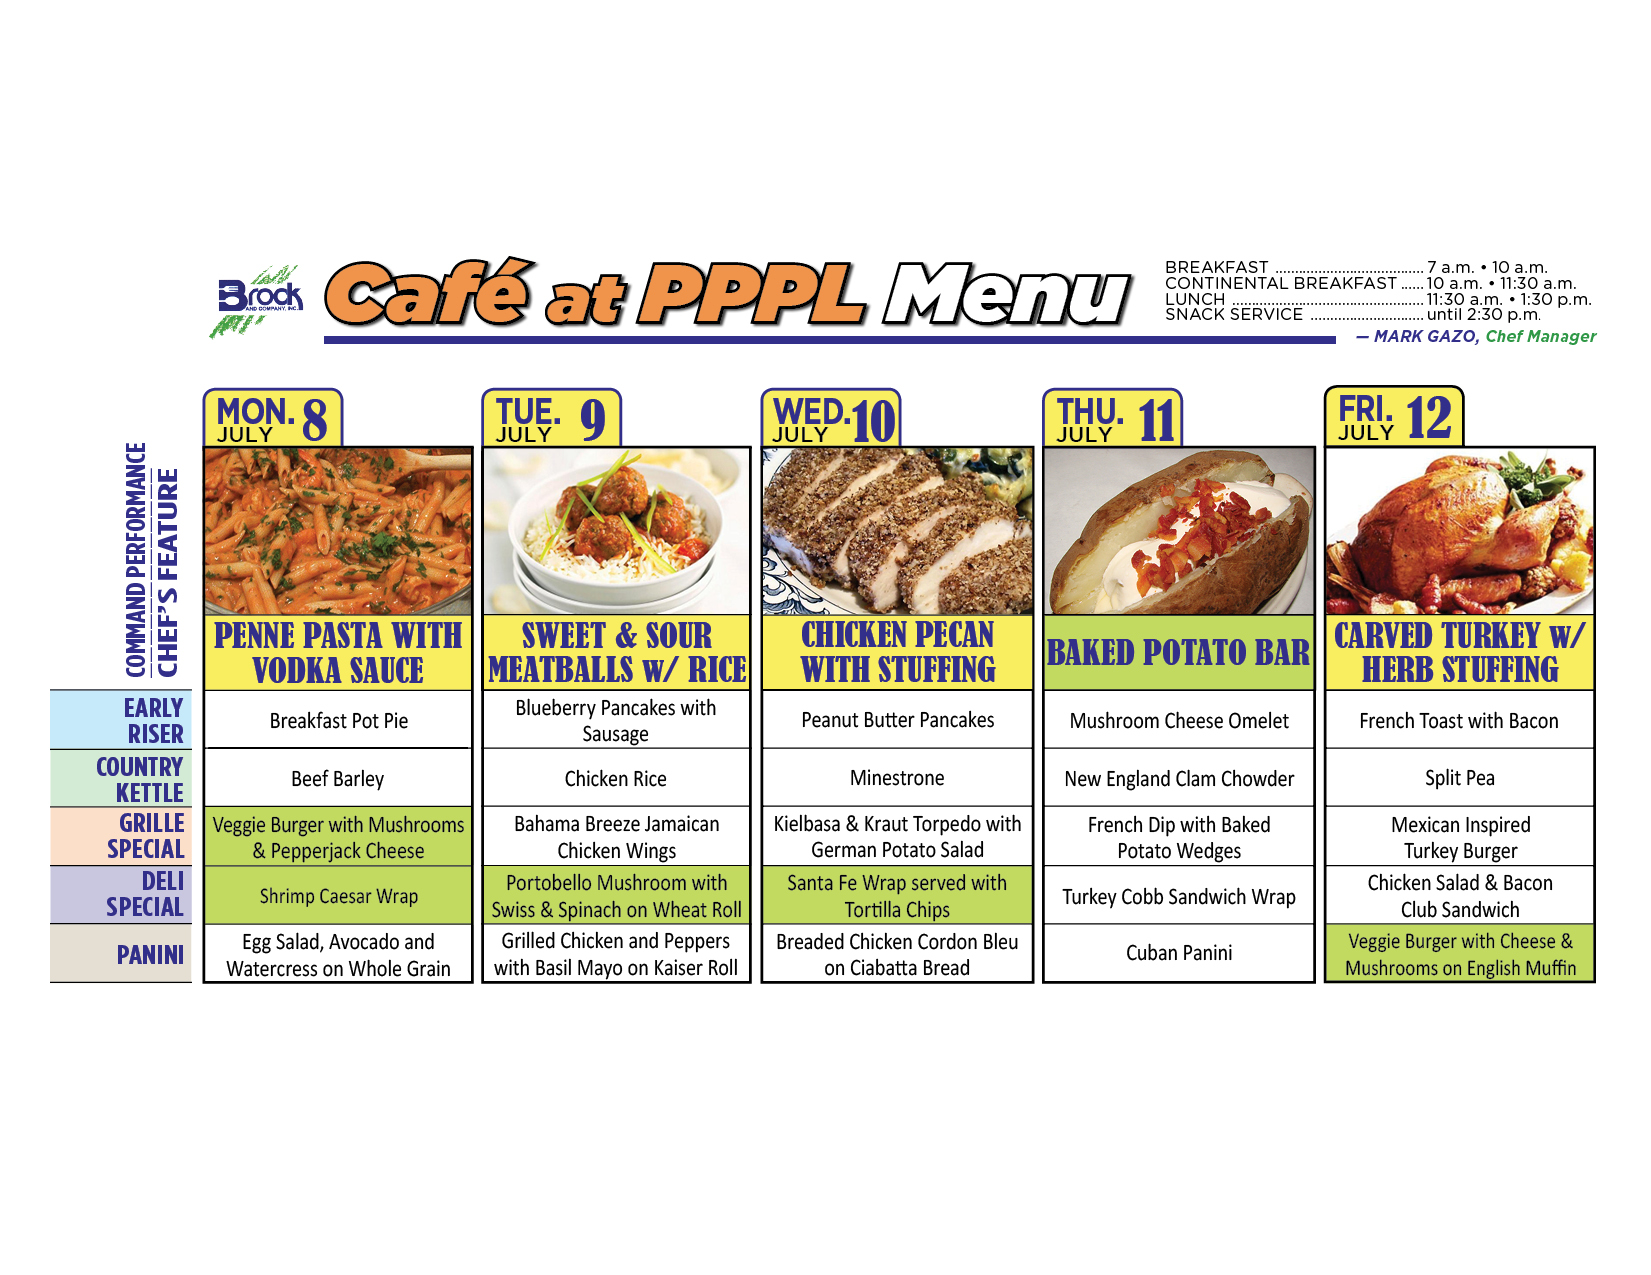 Brock
AND COMPANY, INC.
Café at PPPL Menu
BREAKFAST ...................................... 7 a.m. • 10 a.m.
CONTINENTAL BREAKFAST ...... 10 a.m. • 11:30 a.m.
LUNCH ................................................ 11:30 a.m. • 1:30 p.m.
SNACK SERVICE ............................. until 2:30 p.m.
— MARK GAZO, Chef Manager
MON. 8
JULY
TUE. 9
JULY
WED. 10
JULY
THU. 11
JULY
FRI. 12
JULY
COMMAND PERFORMANCE
CHEF'S FEATURE
PENNE PASTA WITH
VODKA SAUCE
SWEET & SOUR
MEATBALLS w/ RICE
CHICKEN PECAN
WITH STUFFING
BAKED POTATO BAR
CARVED TURKEY w/
HERB STUFFING
EARLY
RISER
Breakfast Pot Pie
Blueberry Pancakes with
Sausage
Peanut Butter Pancakes
Mushroom Cheese Omelet
French Toast with Bacon
COUNTRY
KETTLE
Beef Barley
Chicken Rice
Minestrone
New England Clam Chowder
Split Pea
GRILLE
SPECIAL
Veggie Burger with Mushrooms
& Pepperjack Cheese
Bahama Breeze Jamaican
Chicken Wings
Kielbasa & Kraut Torpedo with
German Potato Salad
French Dip with Baked
Potato Wedges
Mexican Inspired
Turkey Burger
DELI
SPECIAL
Shrimp Caesar Wrap
Portobello Mushroom with
Swiss & Spinach on Wheat Roll
Santa Fe Wrap served with
Tortilla Chips
Turkey Cobb Sandwich Wrap
Chicken Salad & Bacon
Club Sandwich
PANINI
Egg Salad, Avocado and
Watercress on Whole Grain
Grilled Chicken and Peppers
with Basil Mayo on Kaiser Roll
Breaded Chicken Cordon Bleu
on Ciabatta Bread
Cuban Panini
Veggie Burger with Cheese &
Mushrooms on English Muffin